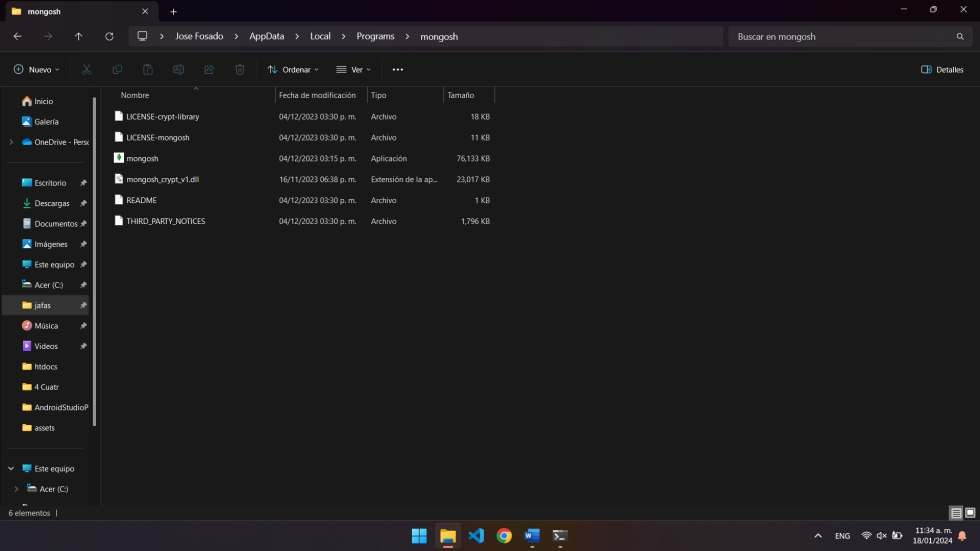 mongosh
Jose Fosado > AppData > Local > Programs > mongosh
Buscar en mongosh
Nuevo
Ordenar
Ver
Detalles
Inicio
Galería
OneDrive - Perso
Escritorio
Descargas
Documentos
Imágenes
Este equipo
Acer (C:)
jafas
Música
Videos
htdocs
4 Cuatr
AndroidStudioP
assets
Este equipo
Acer (C:)
Nombre Fecha de modificación Tipo Tamaño
LICENSE-crypt-library 04/12/2023 03:30 p. m. Archivo 18 KB
LICENSE-mongosh 04/12/2023 03:30 p. m. Archivo 11 KB
mongosh 04/12/2023 03:15 p. m. Aplicación 76,133 KB
mongosh_crypt_v1.dll 16/11/2023 06:38 p. m. Extensión de la ap... 23,017 KB
README 04/12/2023 03:30 p. m. Archivo 1 KB
THIRD_PARTY_NOTICES 04/12/2023 03:30 p. m. Archivo 1,796 KB
6 elementos
ENG
11:34 a. m.
18/01/2024